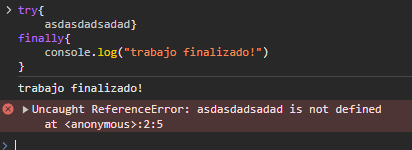 > try{
asdasdadsadad}
finally{
console.log("trabajo finalizado!")
}
trabajo finalizado!
▶Uncaught ReferenceError: asdasdadsadad is not defined
at <anonymous>:2:5
>